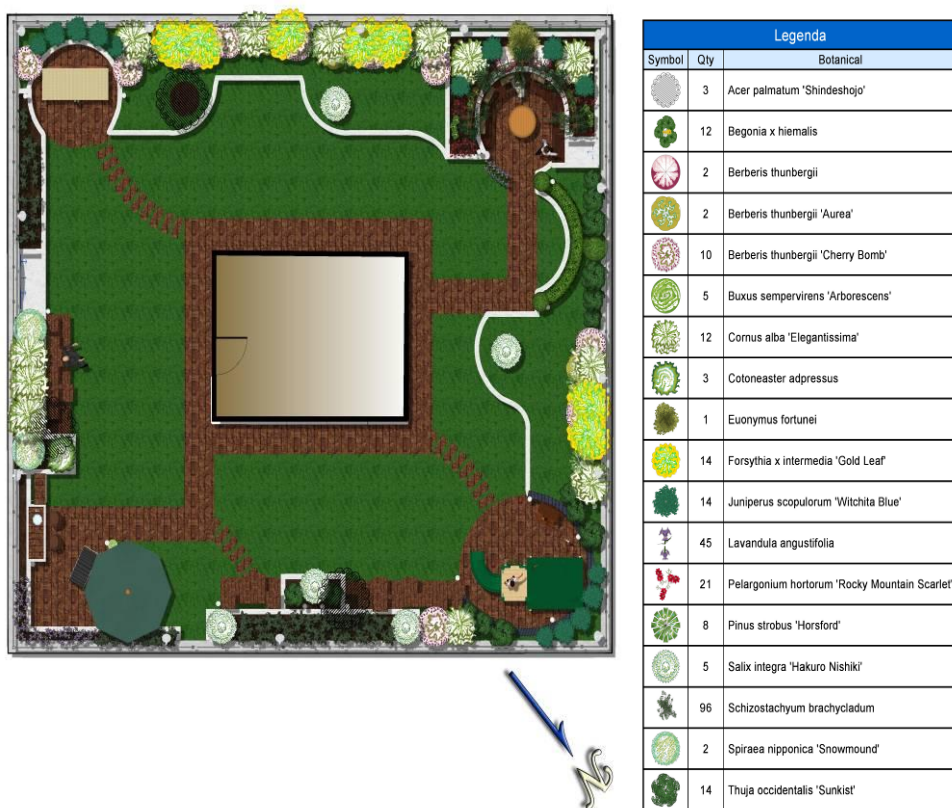 Legenda
Symbol Qty Botanical
3 Acer palmatum 'Shindeshojo'
12 Begonia x hiemalis
2 Berberis thunbergii
2 Berberis thunbergii 'Aurea'
10 Berberis thunbergii 'Cherry Bomb'
5 Buxus sempervirens 'Arborescens'
12 Cornus alba 'Elegantissima'
3 Cotoneaster adpressus
1 Euonymus fortunei
14 Forsythia x intermedia 'Gold Leaf'
14 Juniperus scopulorum 'Witchita Blue'
45 Lavandula angustifolia
21 Pelargonium hortorum 'Rocky Mountain Scarlet'
8 Pinus strobus 'Horsford'
5 Salix integra 'Hakuro Nishiki'
96 Schizostachyum brachycladum
2 Spiraea nipponica 'Snowmound'
14 Thuja occidentalis 'Sunkist'
N